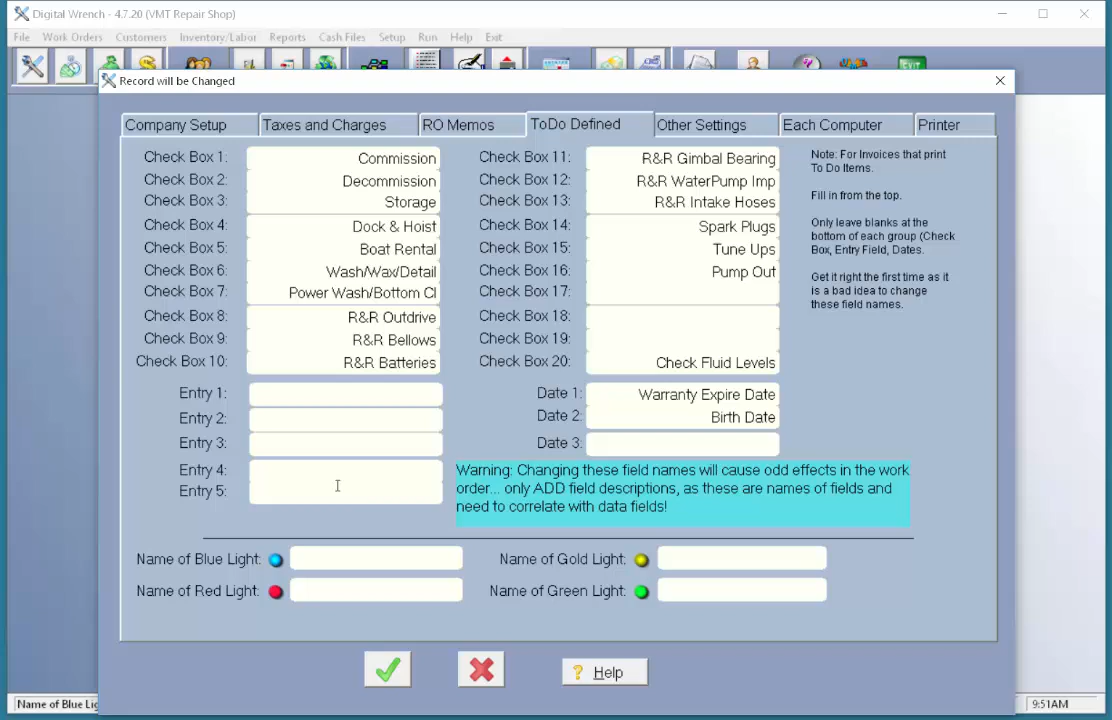 Digital Wrench - 4.7.20 (VMT Repair Shop)
File Work Orders Customers Inventory/Labor Reports Cash Files Setup Run Help Exit
EXIT
Record will be Changed
Company Setup Taxes and Charges RO Memos ToDo Defined Other Settings Each Computer Printer
Check Box 1: Commission
Check Box 2: Decommission
Check Box 3: Storage
Check Box 4: Dock & Hoist
Check Box 5: Boat Rental
Check Box 6: Wash/Wax/Detail
Check Box 7: Power Wash/Bottom Cl
Check Box 8: R&R Outdrive
Check Box 9: R&R Bellows
Check Box 10: R&R Batteries
Check Box 11: R&R Gimbal Bearing
Check Box 12: R&R WaterPump Imp
Check Box 13: R&R Intake Hoses
Check Box 14: Spark Plugs
Check Box 15: Tune Ups
Check Box 16: Pump Out
Check Box 17:
Check Box 18:
Check Box 19:
Check Box 20: Check Fluid Levels
Note: For Invoices that print
To Do Items.
Fill in from the top.
Only leave blanks at the
bottom of each group (Check
Box, Entry Field, Dates.
Get it right the first time as it
is a bad idea to change
these field names.
Entry 1:
Entry 2:
Entry 3:
Entry 4:
Entry 5:
Date 1: Warranty Expire Date
Date 2: Birth Date
Date 3:
Warning: Changing these field names will cause odd effects in the work
order... only ADD field descriptions, as these are names of fields and
need to correlate with data fields!
Name of Blue Light:
Name of Gold Light:
Name of Red Light:
Name of Green Light:
? Help
Name of Blue Lig
9:51AM